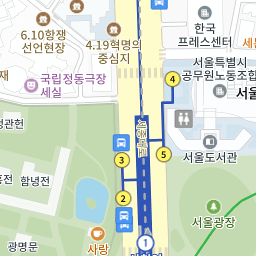 6.10항쟁
선언현장
4.19혁명의
중심지
한국
프레스센터
서울특별시
공무원노동조합
서울
재
국립정동극장
세실
4
3
5
2
1
서울도서관
서울광장
함녕전
광명문
사랑